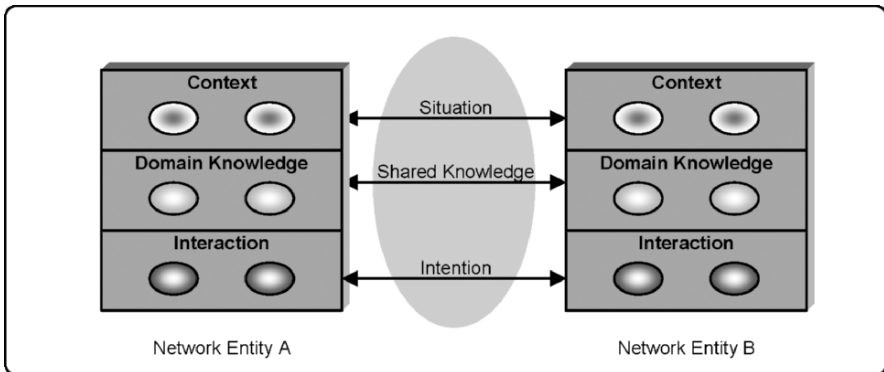 Context
Situation
Context
Domain Knowledge
Shared Knowledge
Domain Knowledge
Interaction
Intention
Interaction
Network Entity A
Network Entity B